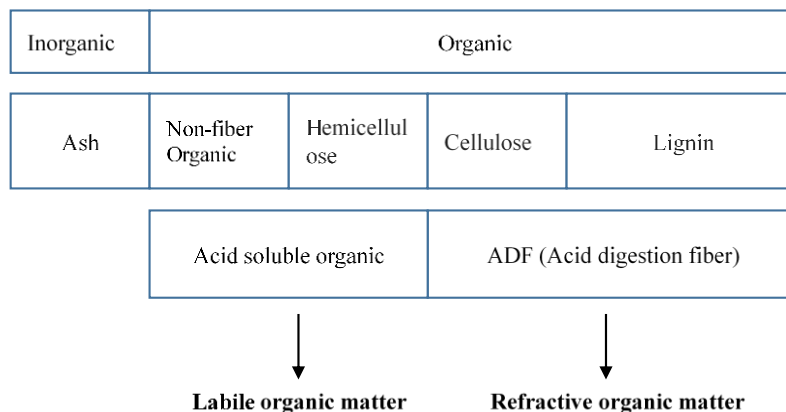 Inorganic
Organic
Ash
Non-fiber
Organic
Hemicellul
ose
Cellulose
Lignin
Acid soluble organic
ADF (Acid digestion fiber)
Labile organic matter
Refractive organic matter